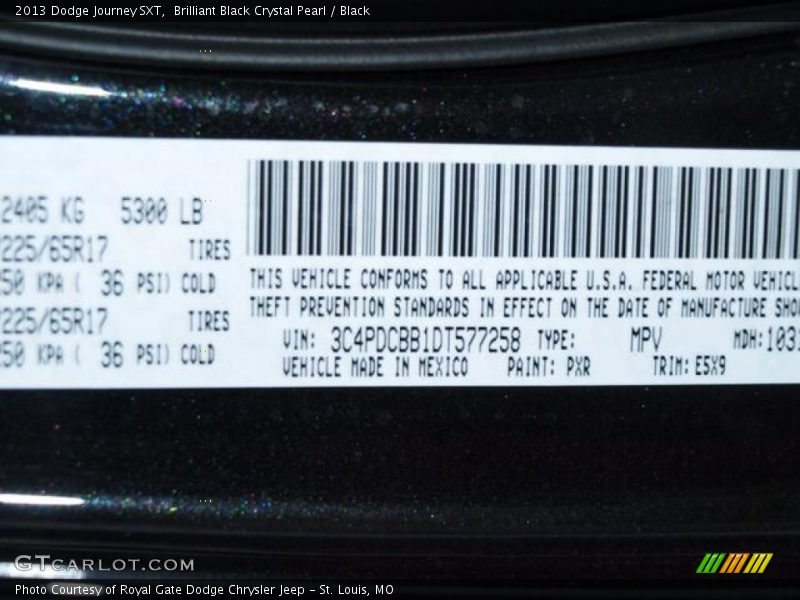 2013 Dodge Journey SXT,  Brilliant Black Crystal Pearl / Black
2405 KG 5300 LB
225/65R17 TIRES
50 KPA ( 36 PSI) COLD
225/65R17 TIRES
50 KPA ( 36 PSI) COLD
THIS VEHICLE CONFORMS TO ALL APPLICABLE U.S.A. FEDERAL MOTOR VEHICL
THEFT PREVENTION STANDARDS IN EFFECT ON THE DATE OF MANUFACTURE SHO
VIN: 3C4PDCBB1DT577258 TYPE: MPV MDH: 1031
VEHICLE MADE IN MEXICO PAINT: PXR TRIM: E5X9
GTCARLOT.COM
Photo Courtesy of Royal Gate Dodge Chrysler Jeep - St. Louis, MO